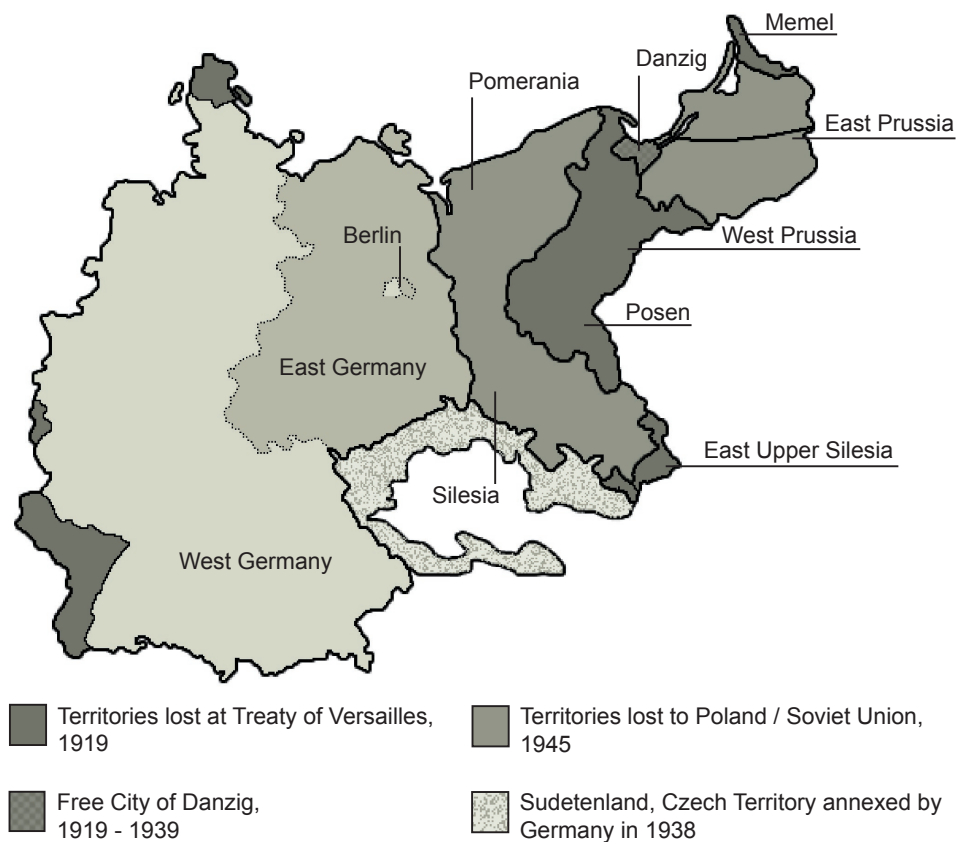 Memel
Danzig
Pomerania
East Prussia
West Prussia
Berlin
Posen
East Germany
East Upper Silesia
Silesia
West Germany
Territories lost at Treaty of Versailles,
1919
Territories lost to Poland / Soviet Union,
1945
Free City of Danzig,
1919 - 1939
Sudetenland, Czech Territory annexed by
Germany in 1938